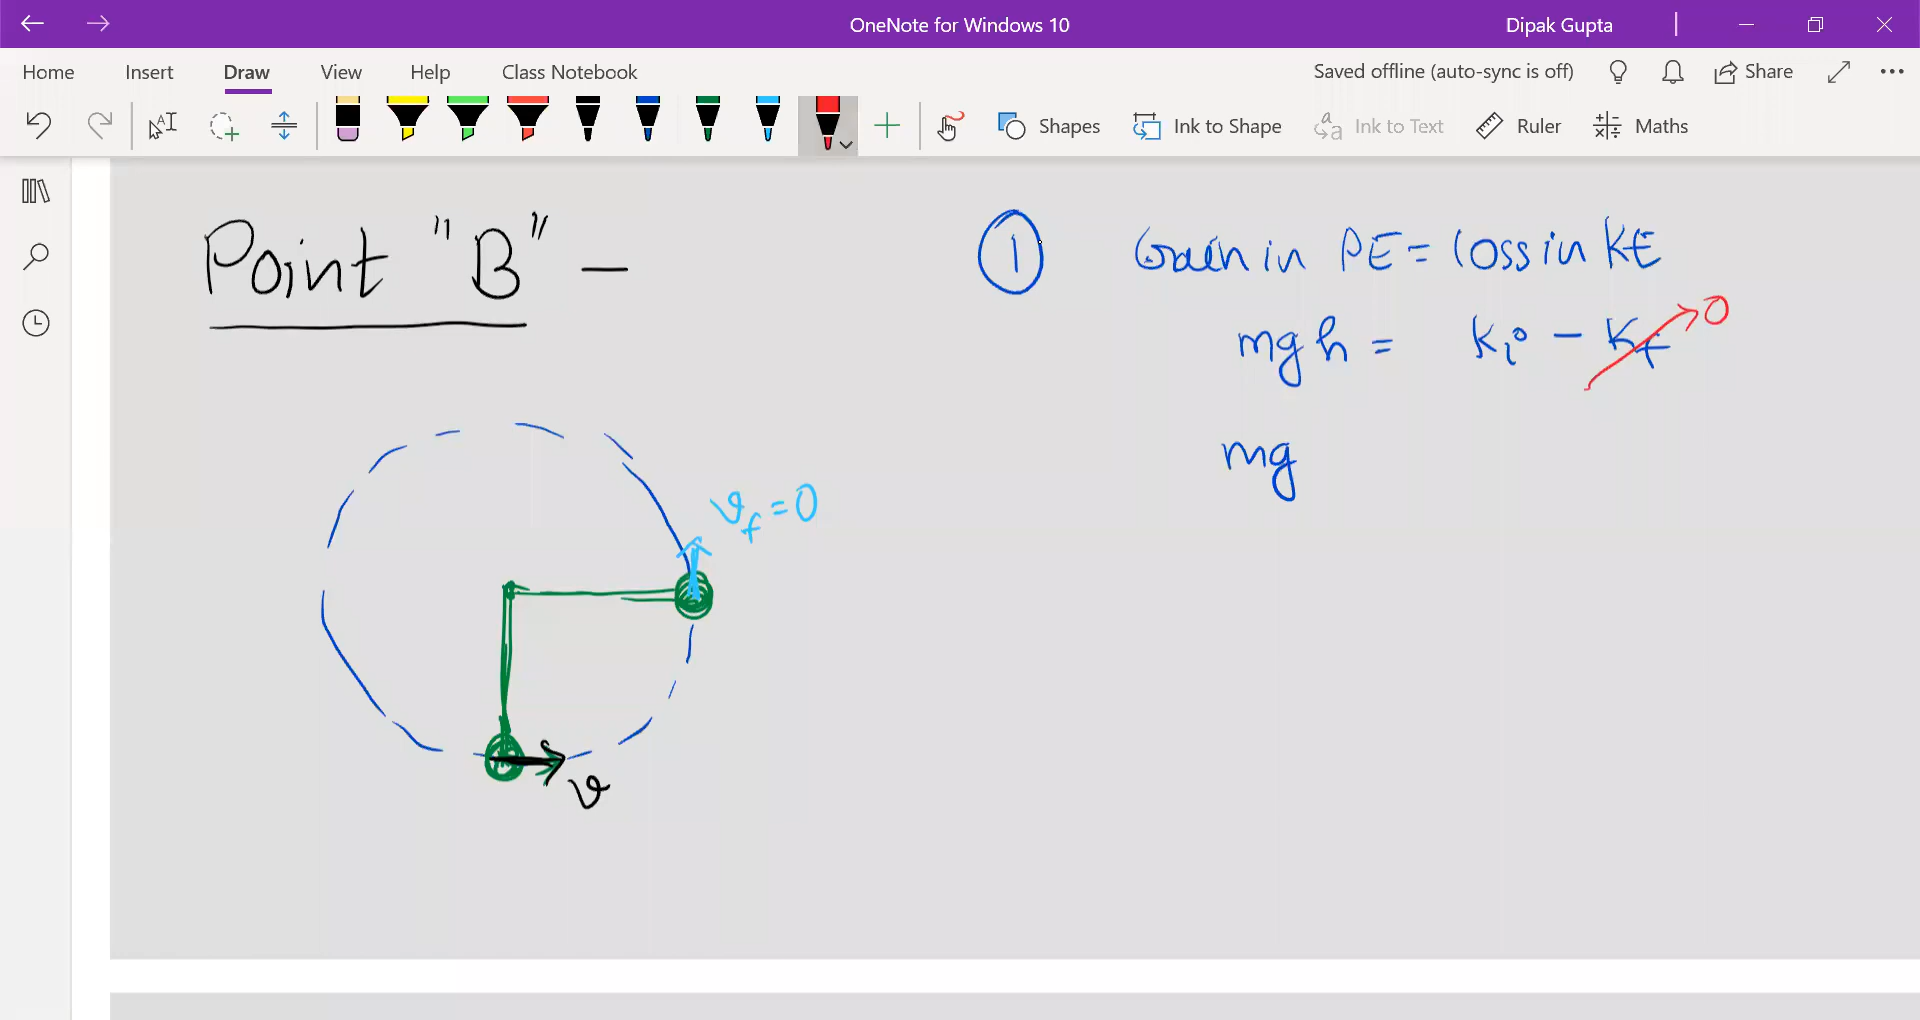 OneNote for Windows 10
Dipak Gupta
Home Insert Draw View Help Class Notebook
Saved offline (auto-sync is off) Share
Shapes Ink to Shape Ink to Text Ruler Maths
Point "B" —
① Gain in PE = loss in KE
mgh = Ki - Kf → 0
mg
vf = 0
v